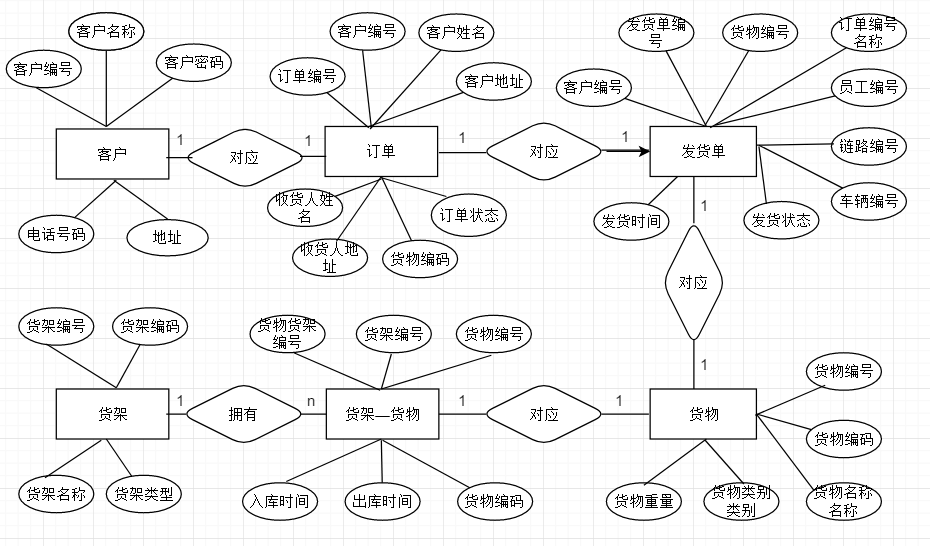 客户名称
客户编号
客户密码
客户
电话号码
地址
1
对应
1
客户编号
客户姓名
订单编号
客户地址
订单
收货人姓
名
收货人地
址
货物编码
订单状态
1
对应
1
发货单编
号
货物编号
订单编号
名称
客户编号
员工编号
发货单
链路编号
车辆编号
发货时间
发货状态
1
对应
1
货架编号
货架编码
货架
货架名称
货架类型
1
拥有
n
货物货架
编号
货架编号
货物编号
货架—货物
入库时间
出库时间
货物编码
1
对应
1
货物
货物编号
货物编码
货物重量
货物类别
类别
货物名称
名称